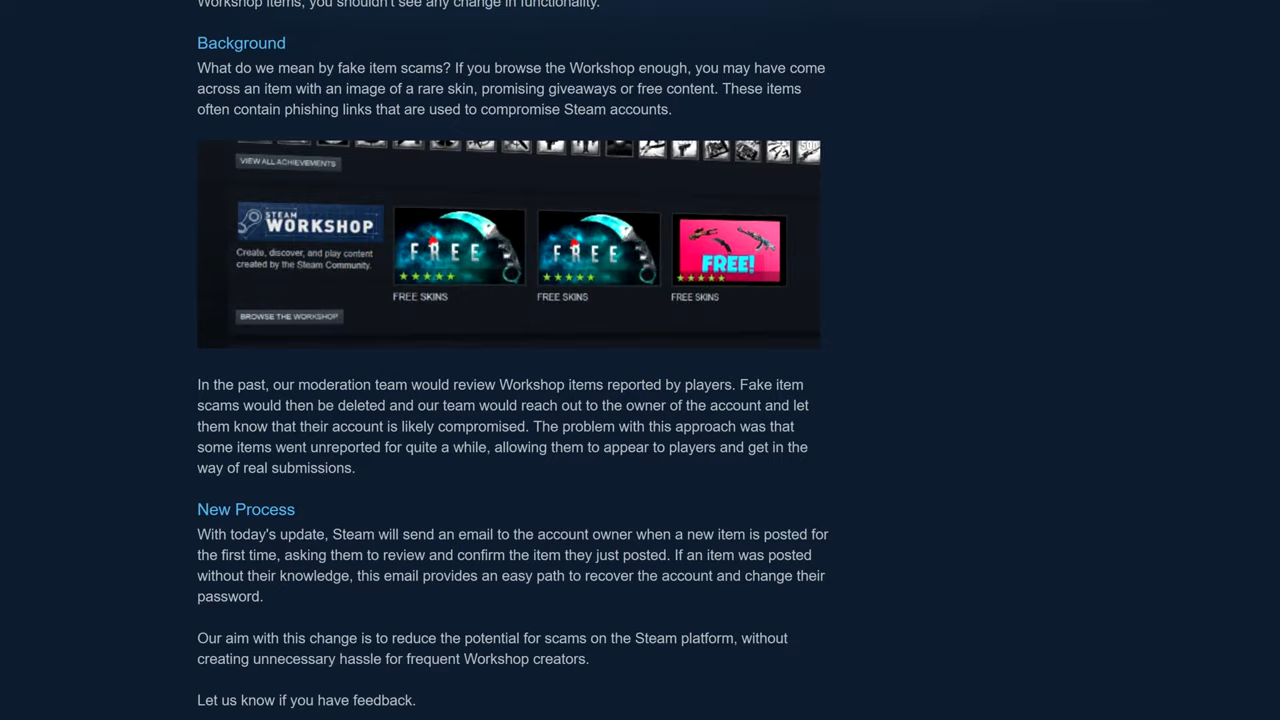 Workshop items, you shouldn't see any change in functionality.
Background
What do we mean by fake item scams? If you browse the Workshop enough, you may have come
across an item with an image of a rare skin, promising giveaways or free content. These items
often contain phishing links that are used to compromise Steam accounts.
VIEW ALL ACHIEVEMENTS
STEAM
WORKSHOP
Create, discover, and play content
created by the Steam Community.
FREE
FREE
FREE!
FREE SKINS
FREE SKINS
FREE SKINS
BROWSE THE WORKSHOP
In the past, our moderation team would review Workshop items reported by players. Fake item
scams would then be deleted and our team would reach out to the owner of the account and let
them know that their account is likely compromised. The problem with this approach was that
some items went unreported for quite a while, allowing them to appear to players and get in the
way of real submissions.
New Process
With today's update, Steam will send an email to the account owner when a new item is posted for
the first time, asking them to review and confirm the item they just posted. If an item was posted
without their knowledge, this email provides an easy path to recover the account and change their
password.
Our aim with this change is to reduce the potential for scams on the Steam platform, without
creating unnecessary hassle for frequent Workshop creators.
Let us know if you have feedback.